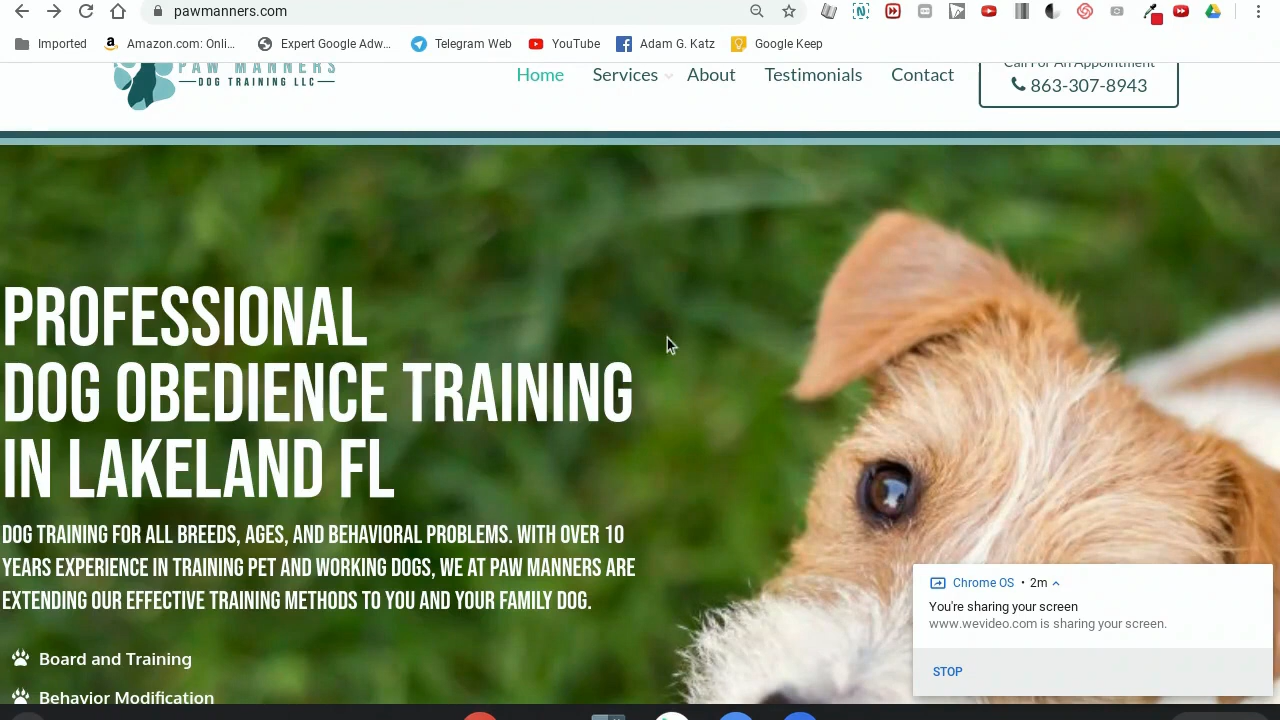 pawmanners.com
Imported
Amazon.com: Onli...
Expert Google Adw...
Telegram Web
YouTube
Adam G. Katz
Google Keep
PAW MANNERS
DOG TRAINING LLC
Home
Services
About
Testimonials
Contact
Call For An Appointment
863-307-8943
PROFESSIONAL
DOG OBEDIENCE TRAINING
IN LAKELAND FL
DOG TRAINING FOR ALL BREEDS, AGES, AND BEHAVIORAL PROBLEMS. WITH OVER 10
YEARS EXPERIENCE IN TRAINING PET AND WORKING DOGS, WE AT PAW MANNERS ARE
EXTENDING OUR EFFECTIVE TRAINING METHODS TO YOU AND YOUR FAMILY DOG.
Board and Training
Behavior Modification
Chrome OS • 2m
You're sharing your screen
www.wevideo.com is sharing your screen.
STOP